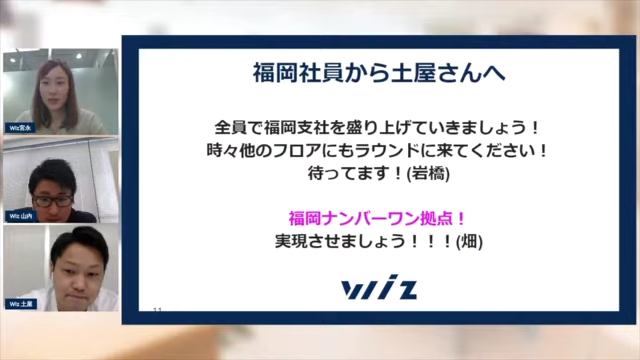 福岡社員から土屋さんへ
全員で福岡支社を盛り上げていきましょう！
時々他のフロアにもラウンドに来てください！
待ってます！(岩橋)
福岡ナンバーワン拠点！
実現させましょう！！！(畑)
Wiz
11
Wiz宮永
Wiz 山内
Wiz 土屋